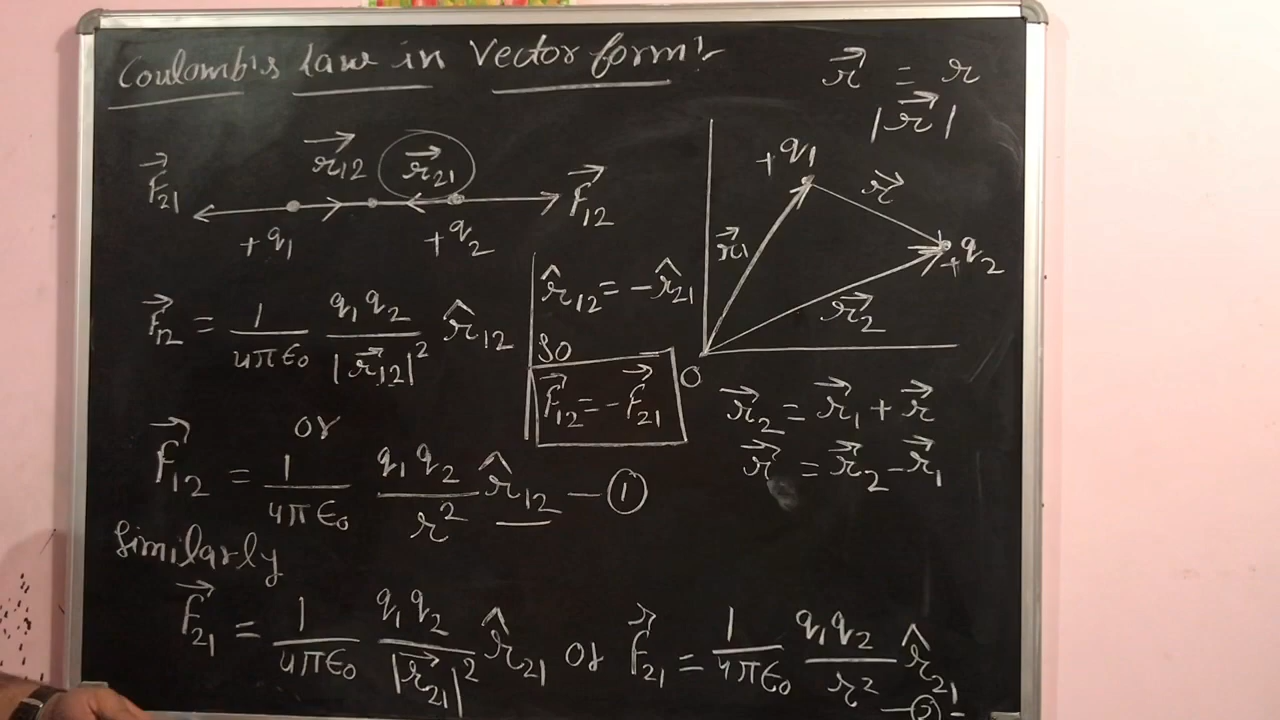 Coulomb's law in Vector form:-
r⃗ = r
|r⃗|
r⃗12 r⃗21
F⃗21 F⃗12
+q1 +q2
F⃗12 = 1/4πϵ0 q1q2/|r⃗12|² r̂12
or
F⃗12 = 1/4πϵ0 q1q2/r² r̂12 — ①
r̂12 = -r̂21
so
F⃗12 = -F⃗21
+q1
r⃗
r⃗1
+q2
r⃗2
O
r⃗2 = r⃗1 + r⃗
r⃗ = r⃗2 - r⃗1
Similarly
F⃗21 = 1/4πϵ0 q1q2/|r⃗21|² r̂21 or F⃗21 = 1/4πϵ0 q1q2/r² r̂21 — ②